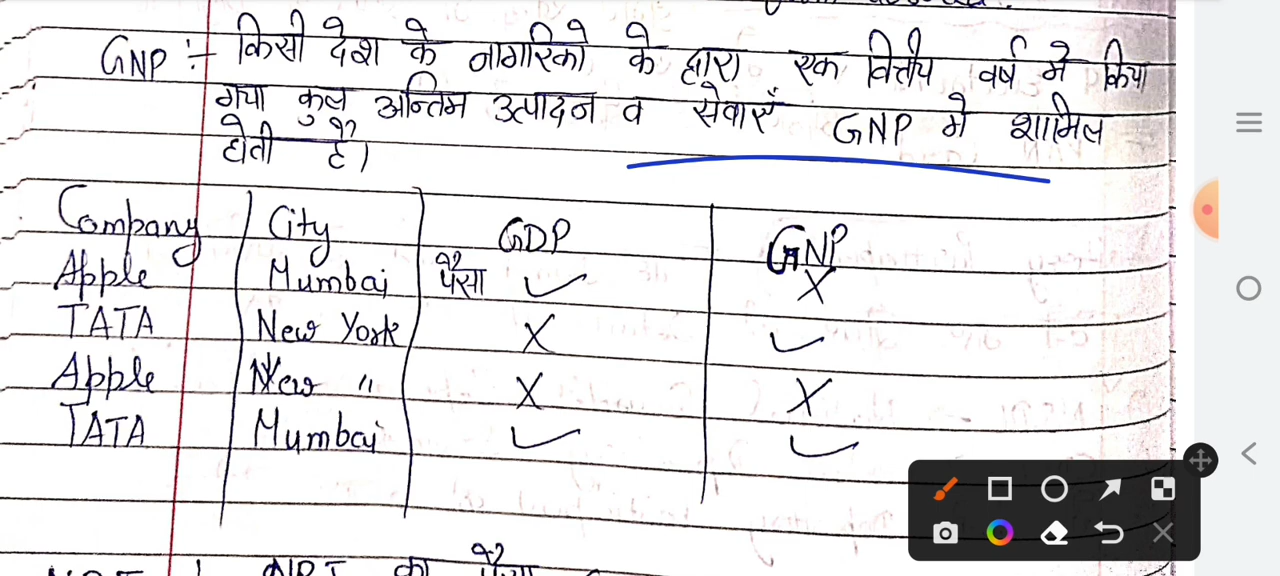 GNP :- किसी देश के नागरिको के द्वारा एक वित्तीय वर्ष मे किया
गया कुल अन्तिम उत्पादन व सेवाएँ GNP मे शामिल
होती है।
Company City GDP GNP
Apple Mumbai पैसा ✓ X
TATA New York X ✓
Apple New " X X
TATA Mumbai ✓ ✓
का पैसा